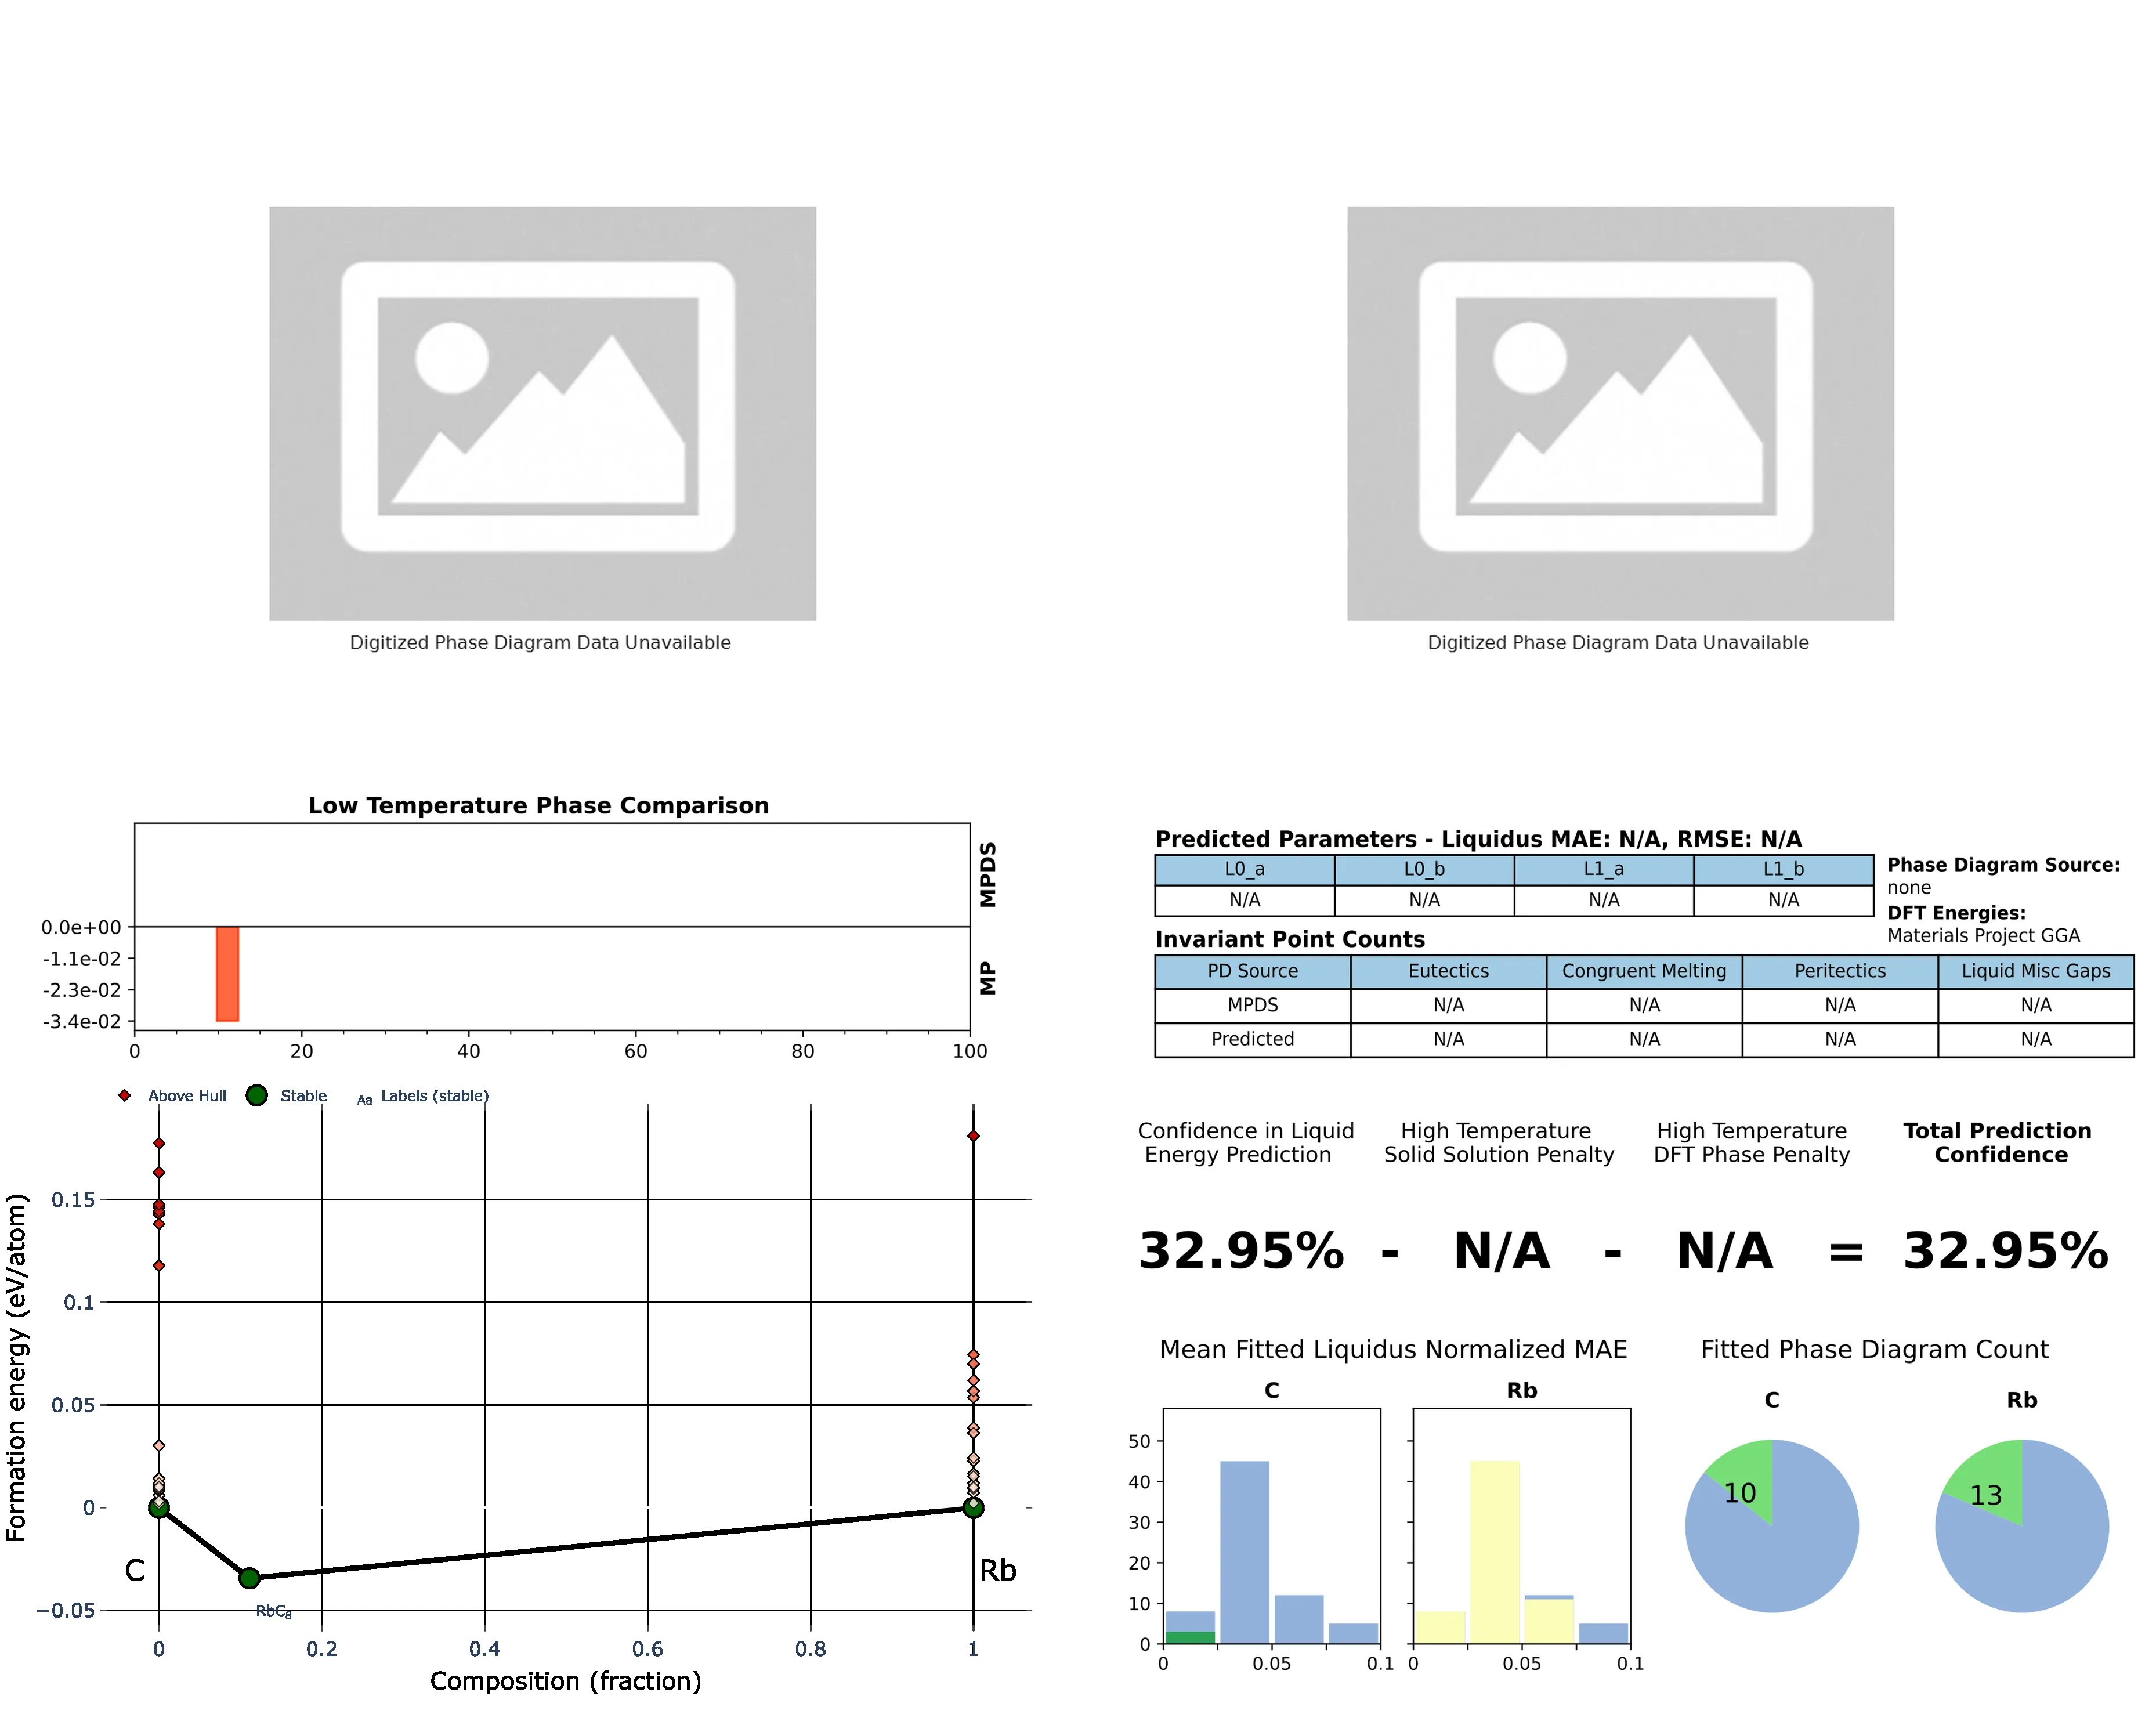 Digitized Phase Diagram Data Unavailable
Digitized Phase Diagram Data Unavailable
Low Temperature Phase Comparison
MPDS
MP
0.0e+00
-1.1e-02
-2.3e-02
-3.4e-02
0 20 40 60 80 100
Predicted Parameters - Liquidus MAE: N/A, RMSE: N/A
L0_a L0_b L1_a L1_b
N/A N/A N/A N/A
Phase Diagram Source:
none
DFT Energies:
Materials Project GGA
Invariant Point Counts
PD Source Eutectics Congruent Melting Peritectics Liquid Misc Gaps
MPDS N/A N/A N/A N/A
Predicted N/A N/A N/A N/A
Above Hull Stable Aa Labels (stable)
Formation energy (eV/atom)
0.15
0.1
0.05
0
−0.05
C
Rb
RbC₈
0 0.2 0.4 0.6 0.8 1
Composition (fraction)
Confidence in Liquid
Energy Prediction
High Temperature
Solid Solution Penalty
High Temperature
DFT Phase Penalty
Total Prediction
Confidence
32.95% - N/A - N/A = 32.95%
Mean Fitted Liquidus Normalized MAE
C
Rb
50
40
30
20
10
0
0 0.05 0.1
0 0.05 0.1
Fitted Phase Diagram Count
C
Rb
10
13